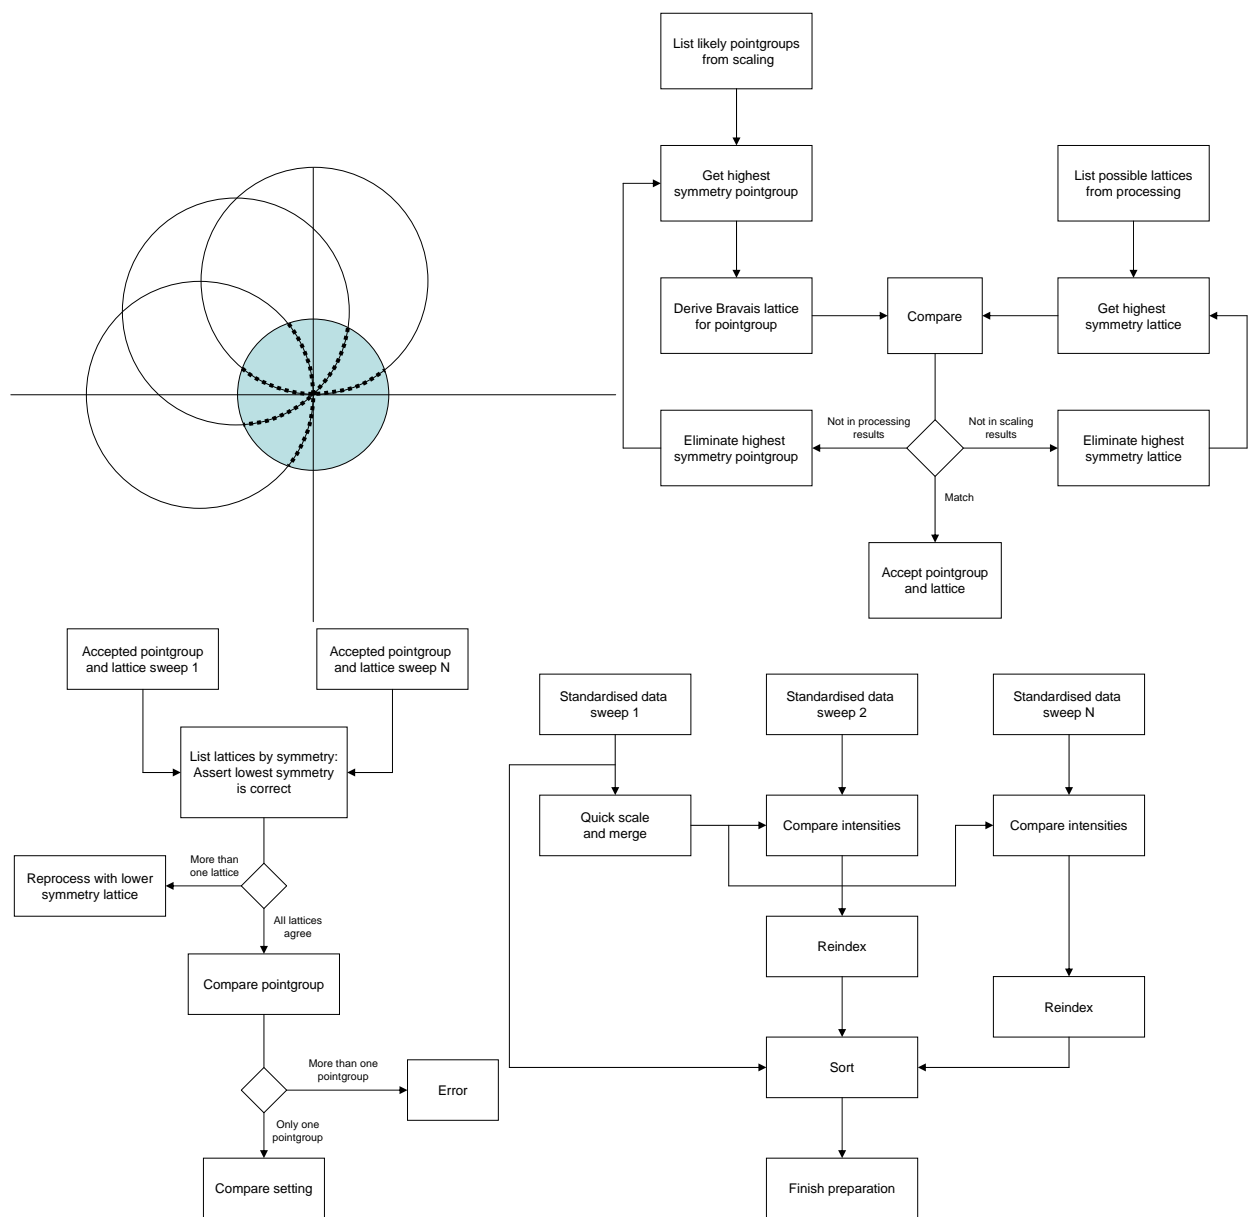 List likely pointgroups
from scaling
Get highest
symmetry pointgroup
List possible lattices
from processing
Derive Bravais lattice
for pointgroup
Compare
Get highest
symmetry lattice
Not in processing
results
Not in scaling
results
Eliminate highest
symmetry pointgroup
Eliminate highest
symmetry lattice
Match
Accept pointgroup
and lattice
Accepted pointgroup
and lattice sweep 1
Accepted pointgroup
and lattice sweep N
List lattices by symmetry:
Assert lowest symmetry
is correct
More than
one lattice
Reprocess with lower
symmetry lattice
All lattices
agree
Compare pointgroup
More than one
pointgroup
Error
Only one
pointgroup
Compare setting
Standardised data
sweep 1
Standardised data
sweep 2
Standardised data
sweep N
Quick scale
and merge
Compare intensities
Compare intensities
Reindex
Reindex
Sort
Finish preparation